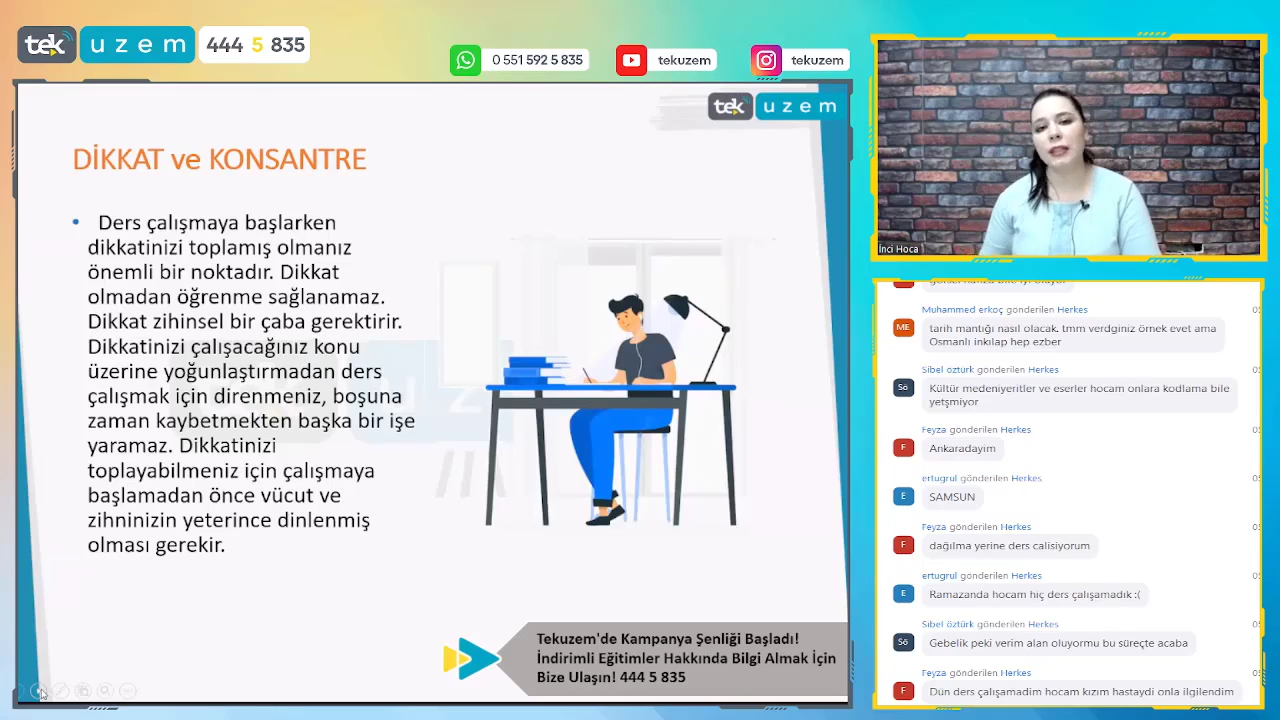 tek uzem 444 5 835
0 551 592 5 835
tekuzem
tekuzem
tek uzem
DİKKAT ve KONSANTRE
• Ders çalışmaya başlarken
dikkatinizi toplamış olmanız
önemli bir noktadır. Dikkat
olmadan öğrenme sağlanamaz.
Dikkat zihinsel bir çaba gerektirir.
Dikkatinizi çalışacağınız konu
üzerine yoğunlaştırmadan ders
çalışmak için direnmeniz, boşuna
zaman kaybetmekten başka bir işe
yaramaz. Dikkatinizi
toplayabilmeniz için çalışmaya
başlamadan önce vücut ve
zihninizin yeterince dinlenmiş
olması gerekir.
Tekuzem'de Kampanya Şenliği Başladı!
İndirimli Eğitimler Hakkında Bilgi Almak İçin
Bize Ulaşın! 444 5 835
İnci Hoca
Muhammed erkoç gönderilen Herkes
ME
tarih mantığı nasıl olacak. tmm verdginiz örnek evet ama
Osmanlı inkılap hep ezber
Sibel öztürk gönderilen Herkes
Sö
Kültür medeniyeritler ve eserler hocam onlara kodlama bile
yetşmiyor
Feyza gönderilen Herkes
F
Ankaradayım
ertugrul gönderilen Herkes
E
SAMSUN
Feyza gönderilen Herkes
F
dağılma yerine ders calisiyorum
ertugrul gönderilen Herkes
E
Ramazanda hocam hiç ders çalışamadık :(
Sibel öztürk gönderilen Herkes
Sö
Gebelik peki verim alan oluyormu bu süreçte acaba
Feyza gönderilen Herkes
F
Dün ders çalışamadim hocam kızım hastaydi onla ilgilendim